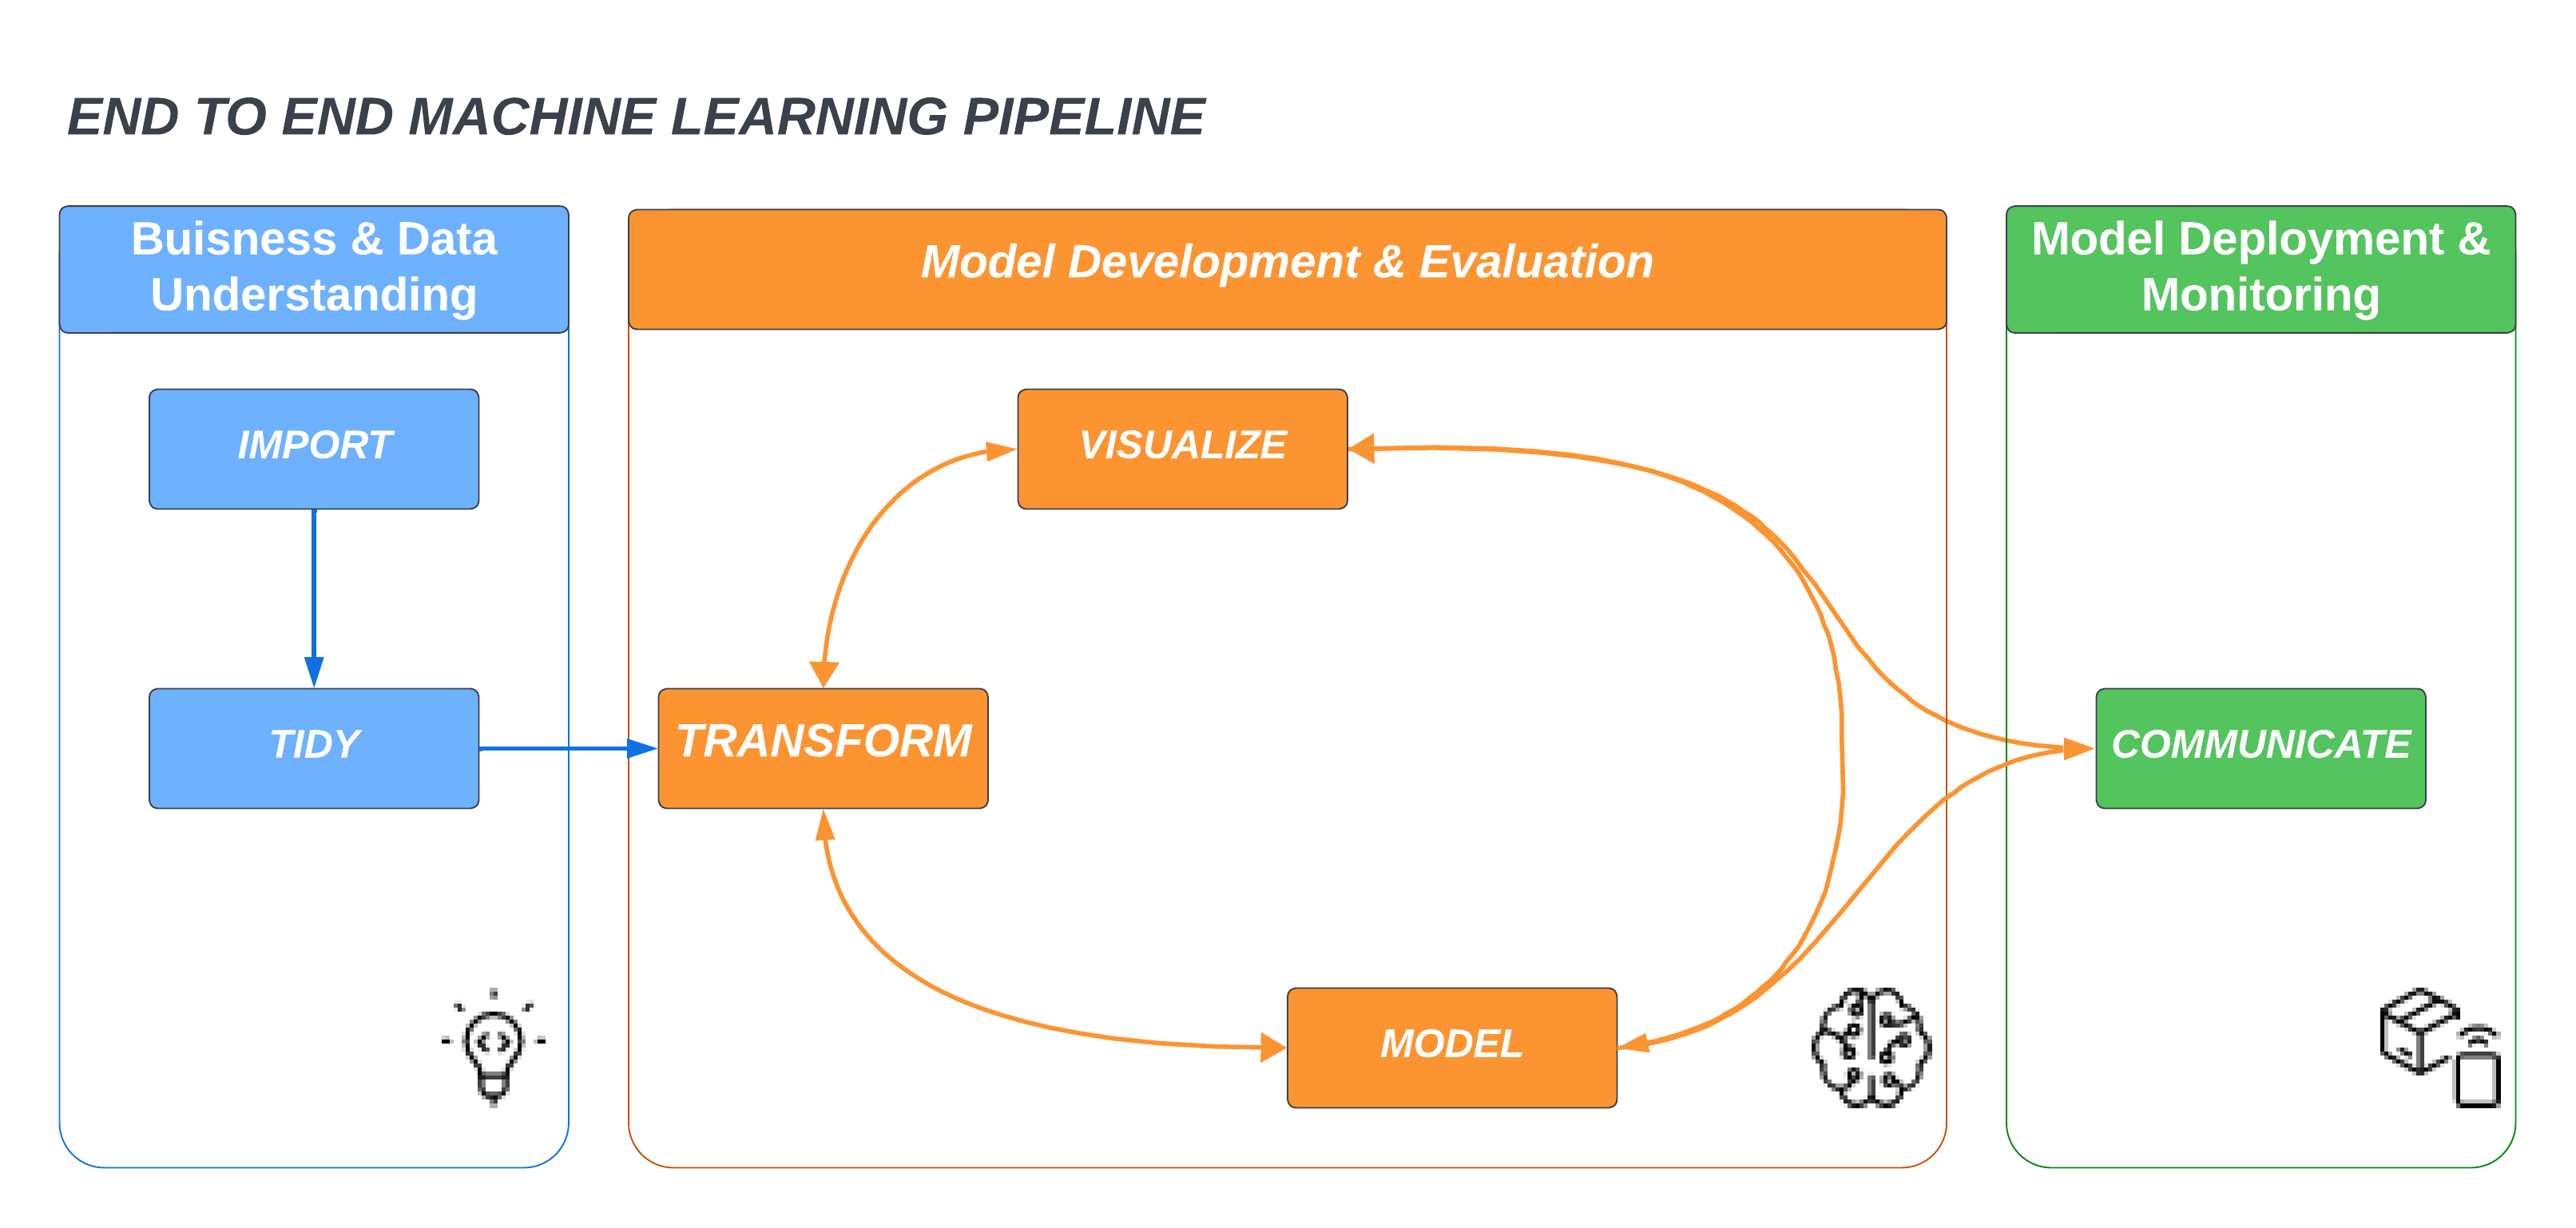 END TO END MACHINE LEARNING PIPELINE
Buisness & Data
Understanding
IMPORT
TIDY
Model Development & Evaluation
VISUALIZE
TRANSFORM
MODEL
Model Deployment &
Monitoring
COMMUNICATE